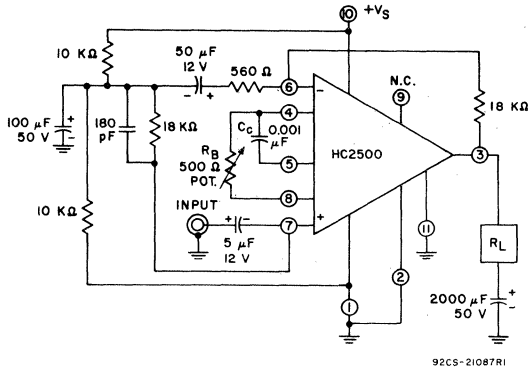 10 +VS
10 KΩ
50 µF
12 V
- +
560 Ω
6
-
N.C.
9
18 KΩ
100 µF
50 V
+
-
180
pF
18 KΩ
4
CC
0.001
µF
RB
500 Ω
POT.
5
HC2500
3
8
10 KΩ
INPUT
+ -
7
+
5 µF
12 V
11
RL
2
1
2000 µF
50 V
+
-
92CS-21087R1